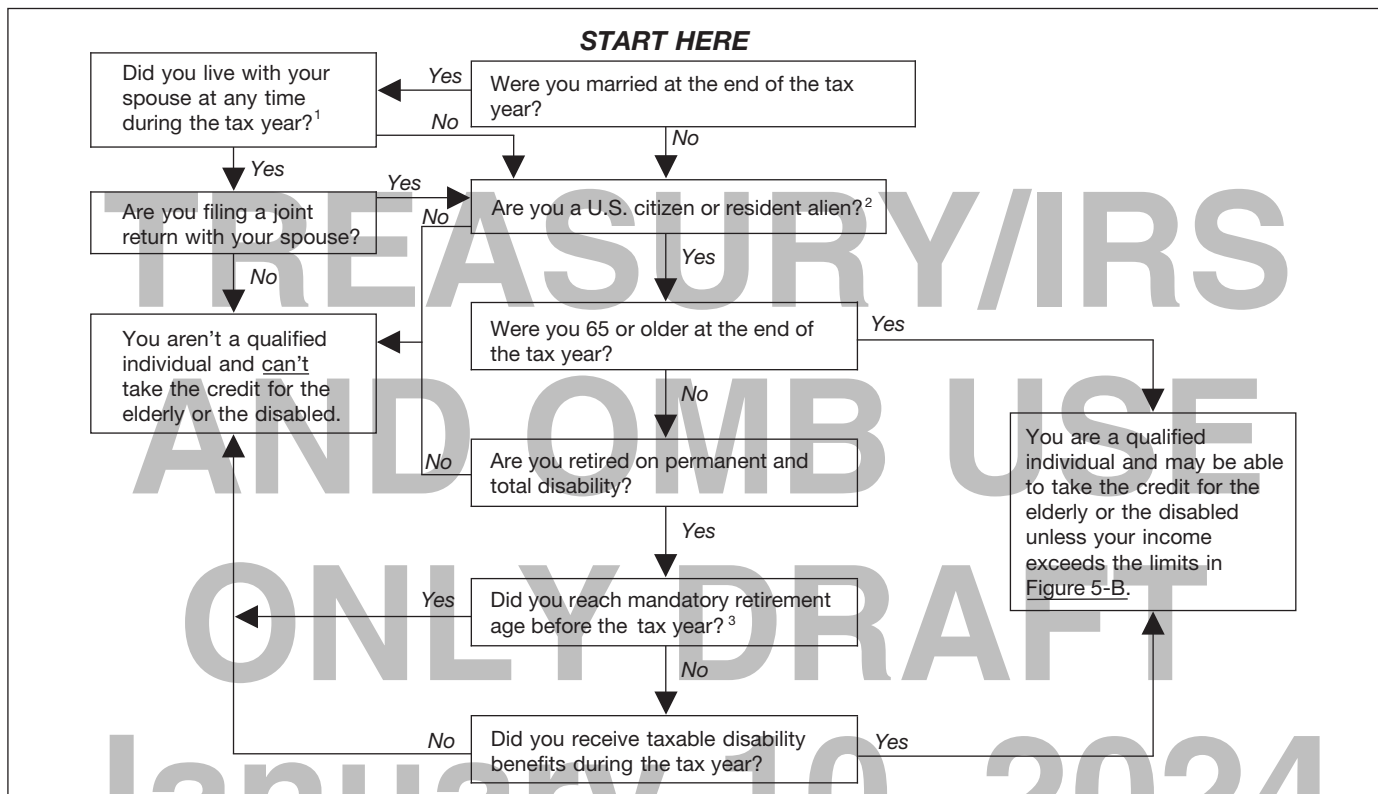 START HERE
Did you live with your
spouse at any time
during the tax year?1
Yes
Were you married at the end of the tax
year?
No
No
Yes
Are you filing a joint
return with your spouse?
Yes
No
Are you a U.S. citizen or resident alien?2
No
Yes
You aren't a qualified
individual and can't
take the credit for the
elderly or the disabled.
Were you 65 or older at the end of
the tax year?
Yes
No
Are you retired on permanent and
total disability?
No
Yes
You are a qualified
individual and may be able
to take the credit for the
elderly or the disabled
unless your income
exceeds the limits in
Figure 5-B.
Yes
Did you reach mandatory retirement
age before the tax year?3
No
No
Did you receive taxable disability
benefits during the tax year?
Yes
TREASURY/IRS
AND OMB USE
ONLY DRAFT
January 10, 2024